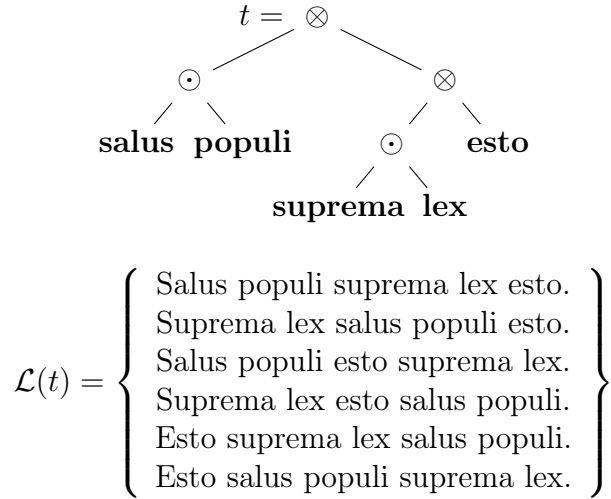 t = ⊗
⊙ ⊗
salus populi ⊙ esto
suprema lex
Salus populi suprema lex esto.
Suprema lex salus populi esto.
Salus populi esto suprema lex.
ℒ(t) =
Suprema lex esto salus populi.
Esto suprema lex salus populi.
Esto salus populi suprema lex.